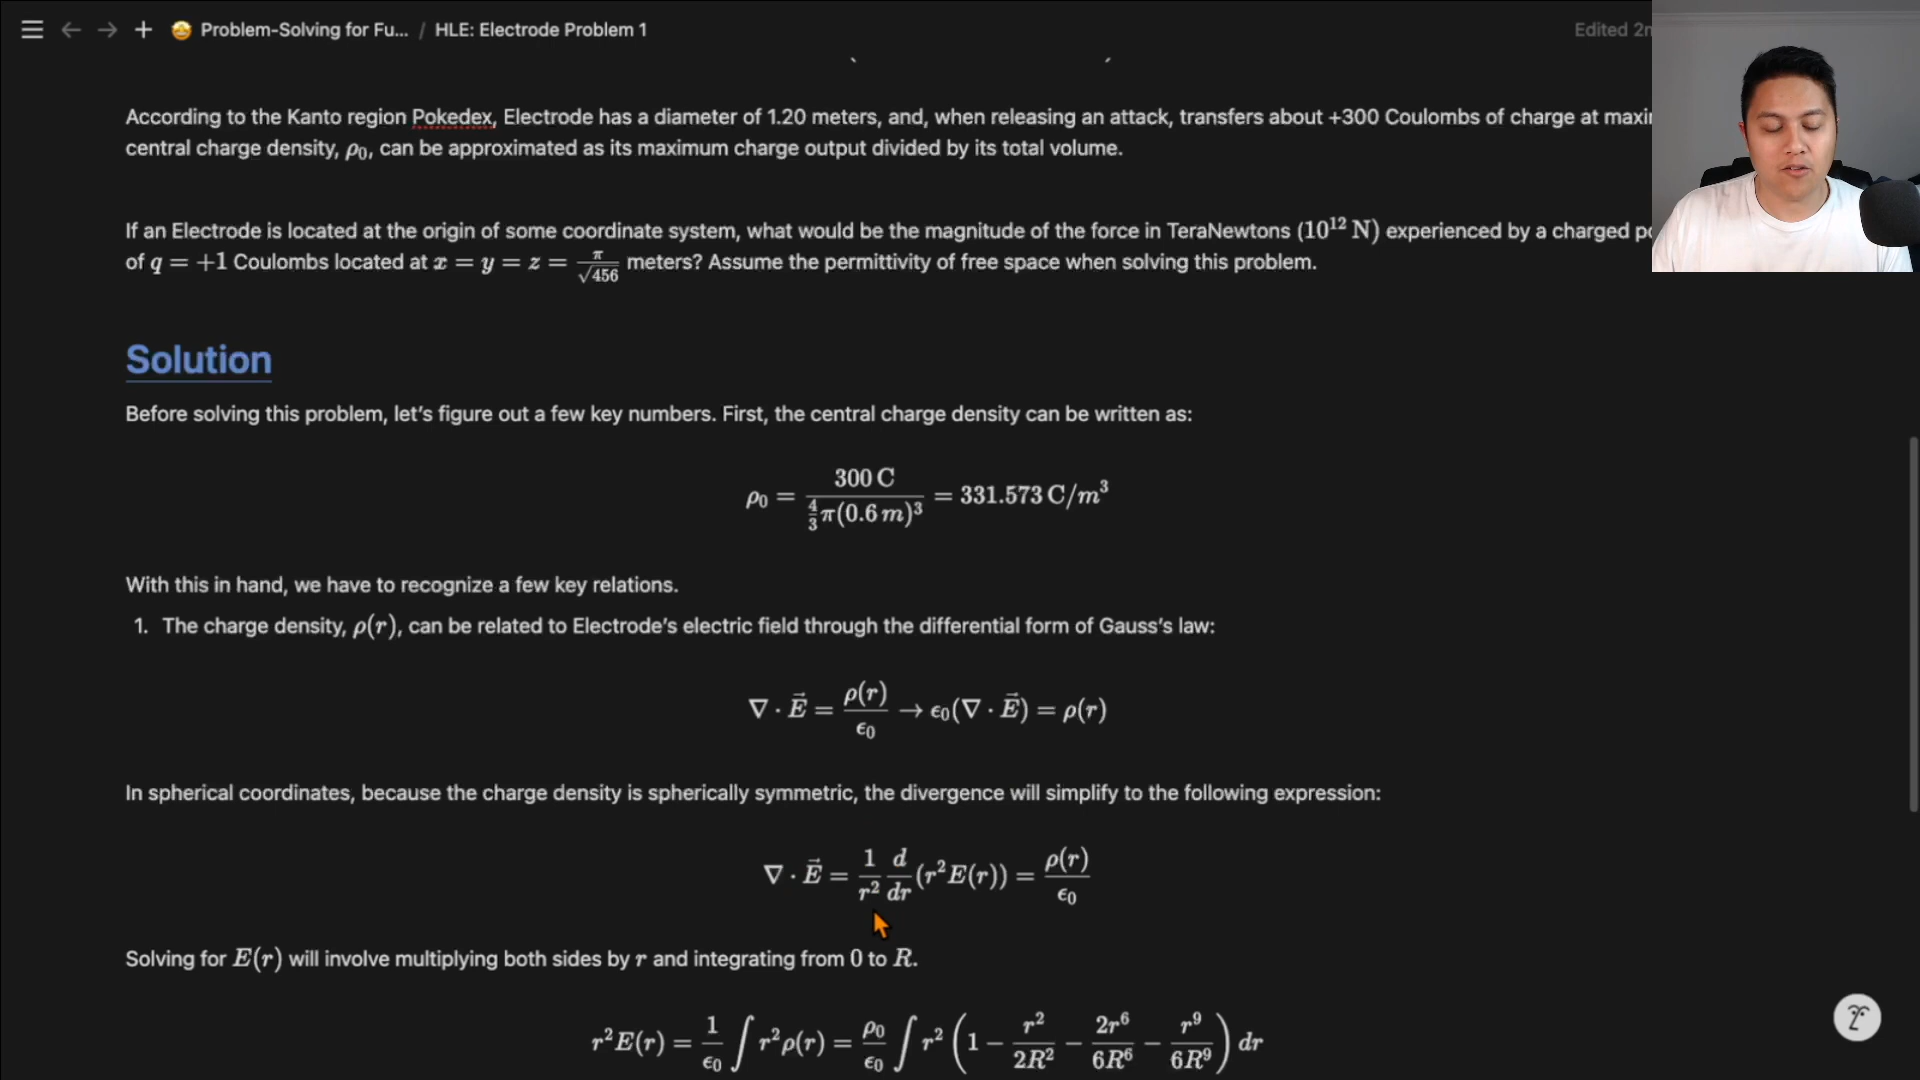 Problem-Solving for Fu... / HLE: Electrode Problem 1
Edited 2
According to the Kanto region Pokedex, Electrode has a diameter of 1.20 meters, and, when releasing an attack, transfers about +300 Coulombs of charge at
central charge density, ρ₀, can be approximated as its maximum charge output divided by its total volume.
If an Electrode is located at the origin of some coordinate system, what would be the magnitude of the force in TeraNewtons (10¹² N) experienced by a charged
of q = +1 Coulombs located at x = y = z = π/√456 meters? Assume the permittivity of free space when solving this problem.
Solution
Before solving this problem, let's figure out a few key numbers. First, the central charge density can be written as:
ρ₀ = 300 C / (4/3 π(0.6 m)³) = 331.573 C/m³
With this in hand, we have to recognize a few key relations.
1. The charge density, ρ(r), can be related to Electrode's electric field through the differential form of Gauss's law:
∇ · E⃗ = ρ(r)/ϵ₀ → ϵ₀(∇ · E⃗) = ρ(r)
In spherical coordinates, because the charge density is spherically symmetric, the divergence will simplify to the following expression:
∇ · E⃗ = 1/r² d/dr (r²E(r)) = ρ(r)/ϵ₀
Solving for E(r) will involve multiplying both sides by r and integrating from 0 to R.
r²E(r) = 1/ϵ₀ ∫ r²ρ(r) = ρ₀/ϵ₀ ∫ r² (1 − r²/2R² − 2r⁶/6R⁶ − r⁹/6R⁹) dr